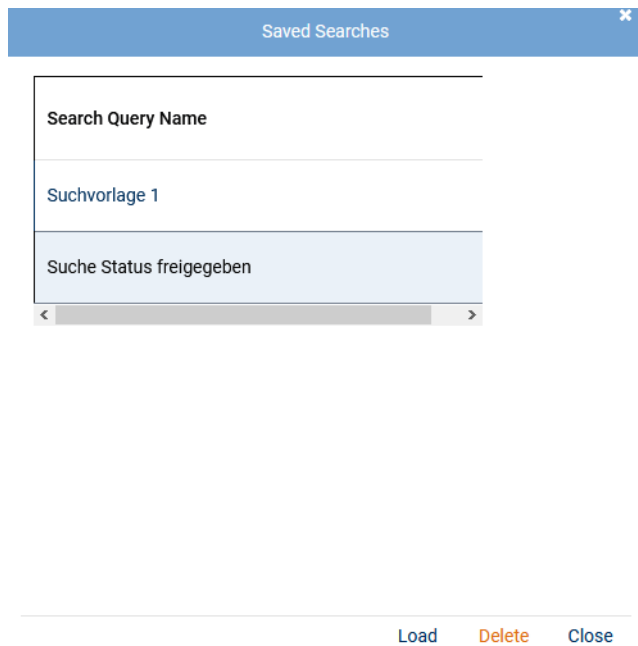 Saved Searches
Search Query Name
Suchvorlage 1
Suche Status freigegeben
Load Delete Close